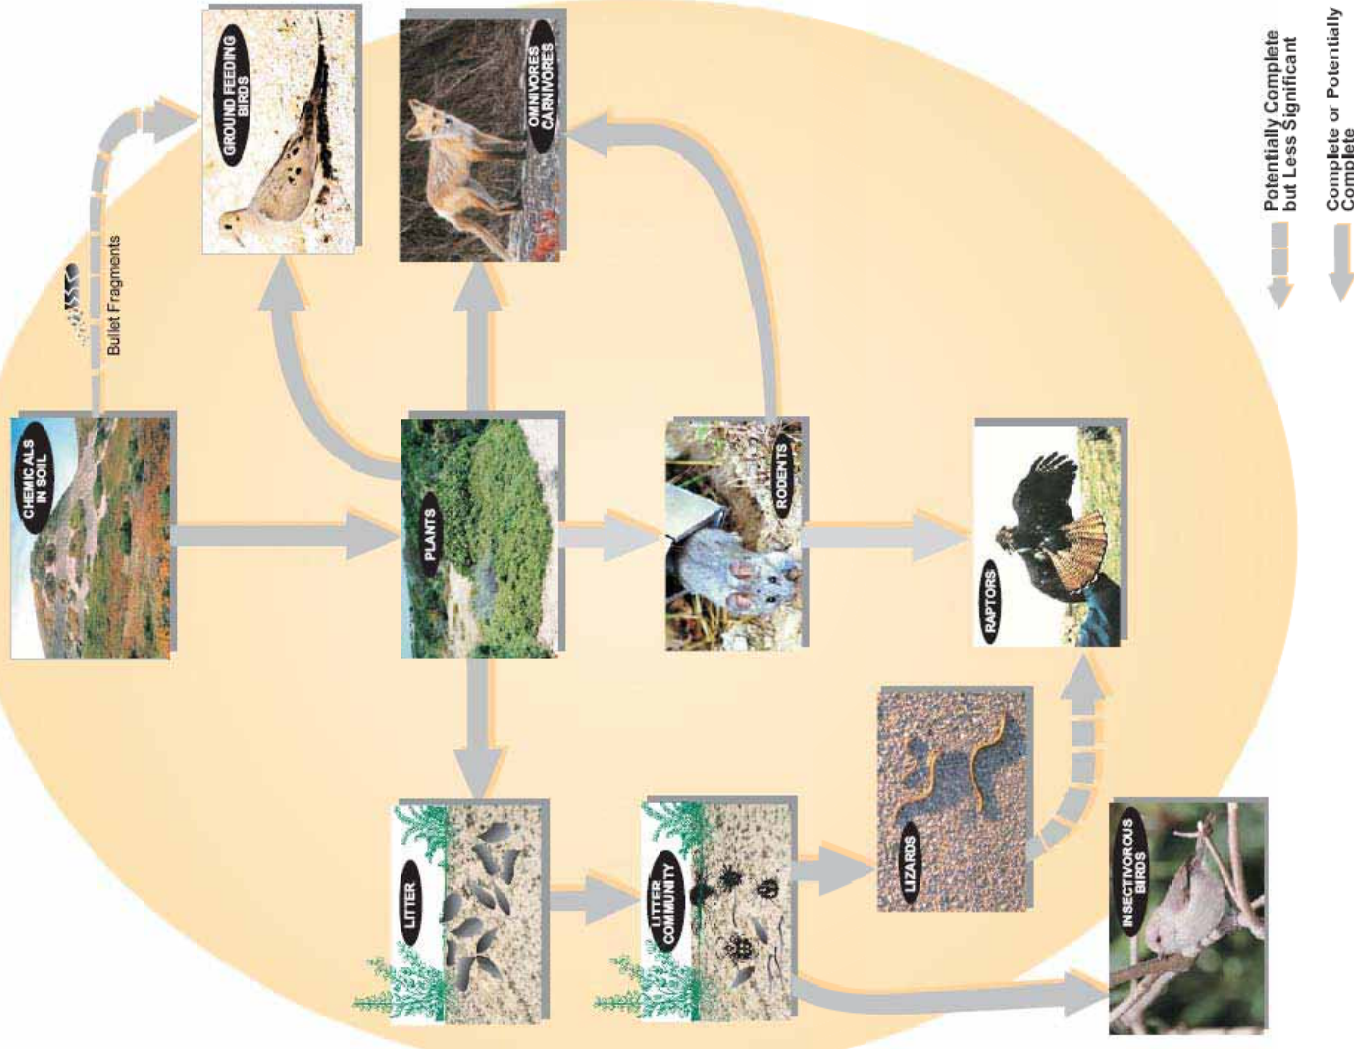 CHEMICALS
IN SOIL
Bullet Fragments
GROUND FEEDING
BIRDS
PLANTS
OMNIVORES
CARNIVORES
LITTER
LITTER
COMMUNITY
RODENTS
LIZARDS
RAPTORS
INSECTIVOROUS
BIRDS
Potentially Complete
but Less Significant
Complete or Potentially
Complete